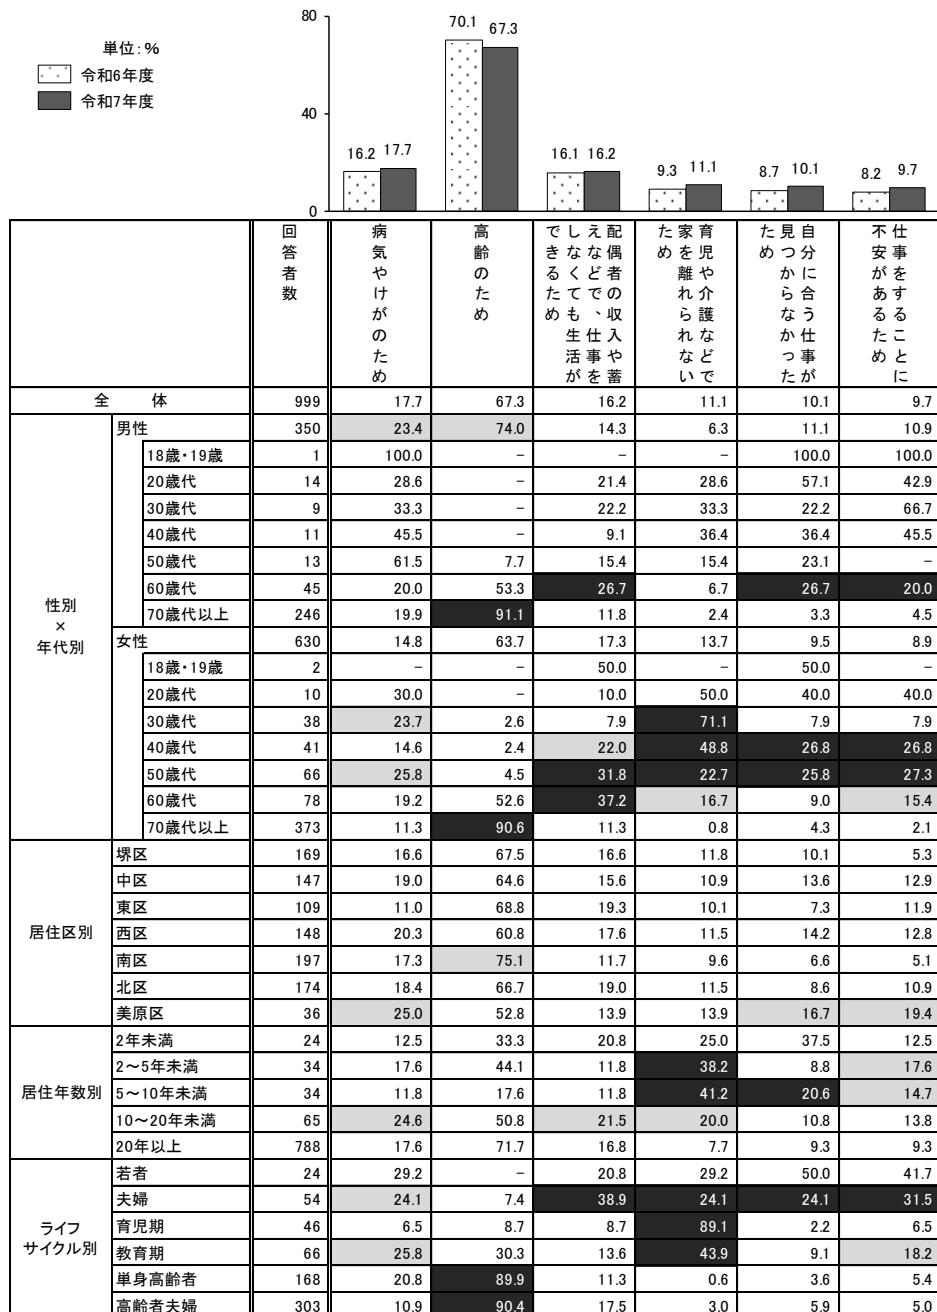 80
70.1 67.3
単位:％
令和6年度
令和7年度
40
16.2 17.7
16.1 16.2
9.3 11.1
8.7 10.1
8.2 9.7
0
回答者数
病気やけがのため
高齢のため
配偶者の収入や蓄
えなどで、仕事を
しなくても生活が
できるため
育児や介護などで
家を離れられない
ため
自分に合う仕事が
見つからなかった
ため
仕事をすることに
不安があるため
全 体 999 17.7 67.3 16.2 11.1 10.1 9.7
性別
×
年代別
男性 350 23.4 74.0 14.3 6.3 11.1 10.9
18歳・19歳 1 100.0 － － － 100.0 100.0
20歳代 14 28.6 － 21.4 28.6 57.1 42.9
30歳代 9 33.3 － 22.2 33.3 22.2 66.7
40歳代 11 45.5 － 9.1 36.4 36.4 45.5
50歳代 13 61.5 7.7 15.4 15.4 23.1 －
60歳代 45 20.0 53.3 26.7 6.7 26.7 20.0
70歳代以上 246 19.9 91.1 11.8 2.4 3.3 4.5
女性 630 14.8 63.7 17.3 13.7 9.5 8.9
18歳・19歳 2 － － 50.0 － 50.0 －
20歳代 10 30.0 － 10.0 50.0 40.0 40.0
30歳代 38 23.7 2.6 7.9 71.1 7.9 7.9
40歳代 41 14.6 2.4 22.0 48.8 26.8 26.8
50歳代 66 25.8 4.5 31.8 22.7 25.8 27.3
60歳代 78 19.2 52.6 37.2 16.7 9.0 15.4
70歳代以上 373 11.3 90.6 11.3 0.8 4.3 2.1
居住区別
堺区 169 16.6 67.5 16.6 11.8 10.1 5.3
中区 147 19.0 64.6 15.6 10.9 13.6 12.9
東区 109 11.0 68.8 19.3 10.1 7.3 11.9
西区 148 20.3 60.8 17.6 11.5 14.2 12.8
南区 197 17.3 75.1 11.7 9.6 6.6 5.1
北区 174 18.4 66.7 19.0 11.5 8.6 10.9
美原区 36 25.0 52.8 13.9 13.9 16.7 19.4
居住年数別
2年未満 24 12.5 33.3 20.8 25.0 37.5 12.5
2～5年未満 34 17.6 44.1 11.8 38.2 8.8 17.6
5～10年未満 34 11.8 17.6 11.8 41.2 20.6 14.7
10～20年未満 65 24.6 50.8 21.5 20.0 10.8 13.8
20年以上 788 17.6 71.7 16.8 7.7 9.3 9.3
ライフ
サイクル別
若者 24 29.2 － 20.8 29.2 50.0 41.7
夫婦 54 24.1 7.4 38.9 24.1 24.1 31.5
育児期 46 6.5 8.7 8.7 89.1 2.2 6.5
教育期 66 25.8 30.3 13.6 43.9 9.1 18.2
単身高齢者 168 20.8 89.9 11.3 0.6 3.6 5.4
高齢者夫婦 303 10.9 90.4 17.5 3.0 5.9 5.0